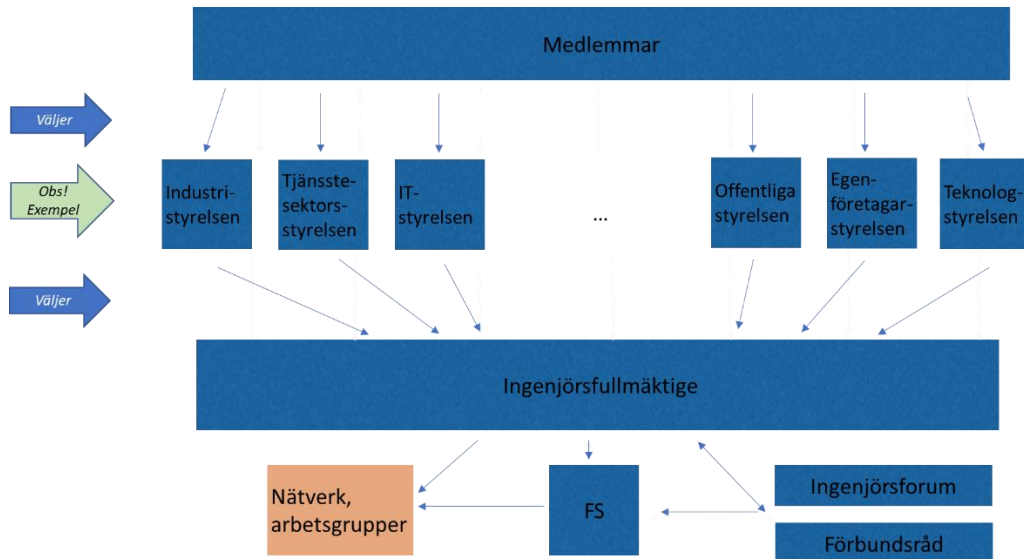 Medlemmar
Väljer
Obs!
Exempel
Industri-
styrelsen
Tjänsste-
sektors-
styrelsen
IT-
styrelsen
...
Offentliga
styrelsen
Egen-
företagar-
styrelsen
Teknolog-
styrelsen
Väljer
Ingenjörsfullmäktige
Nätverk,
arbetsgrupper
FS
Ingenjörsforum
Förbundsråd